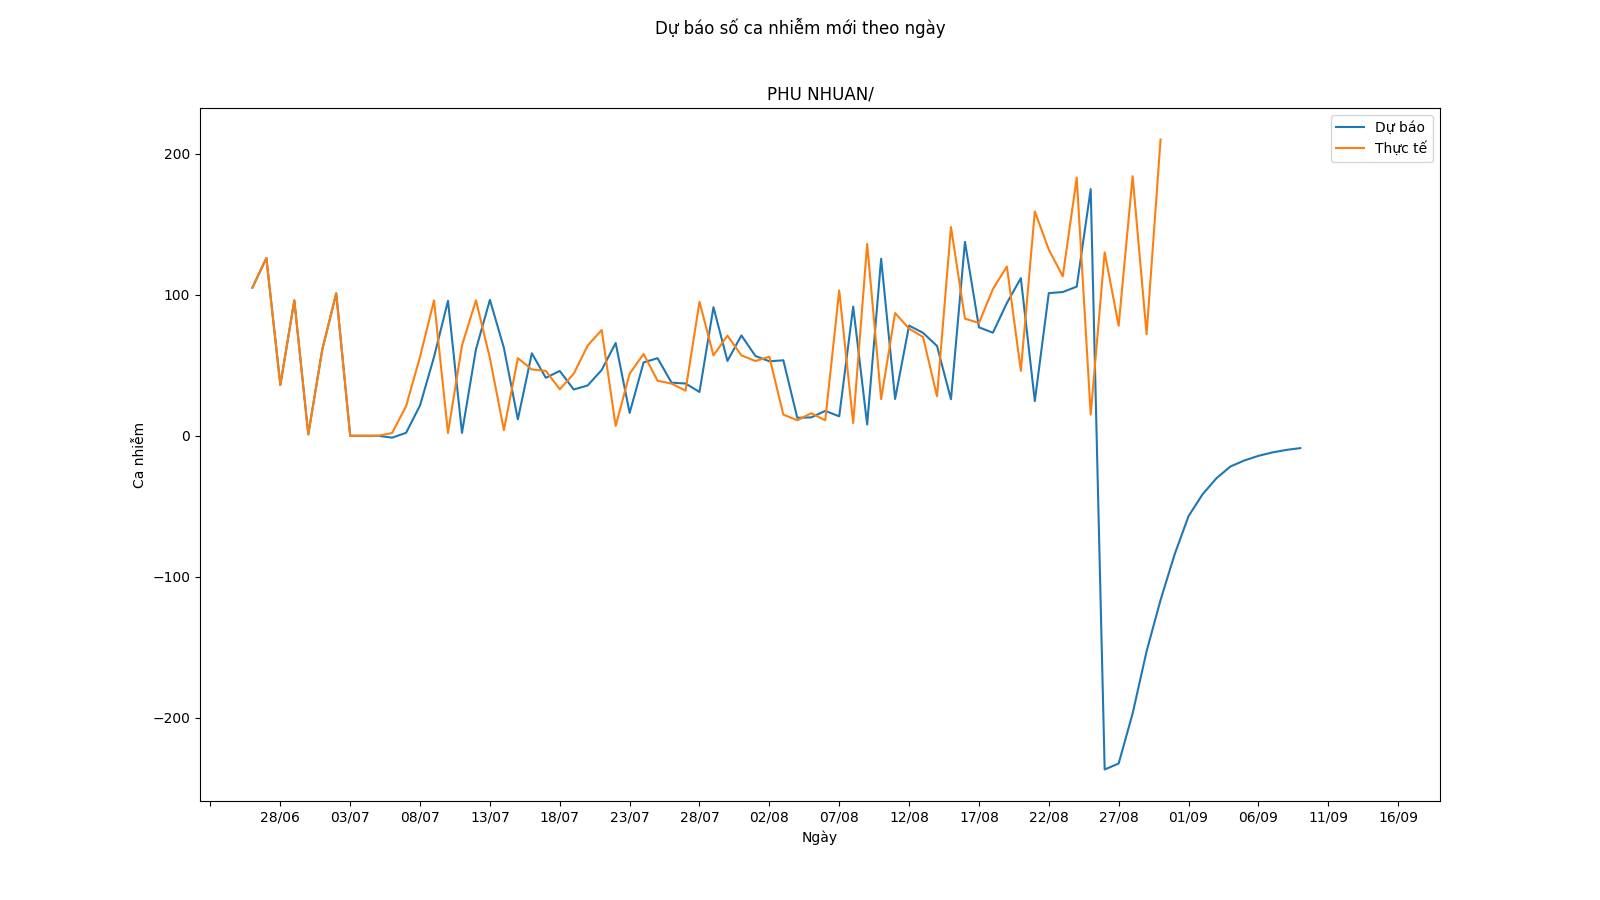 Dự báo số ca nhiễm mới theo ngày
PHU NHUAN/
Dự báo
Thực tế
200
100
0
−100
−200
Ca nhiễm
28/06 03/07 08/07 13/07 18/07 23/07 28/07 02/08 07/08 12/08 17/08 22/08 27/08 01/09 06/09 11/09 16/09
Ngày